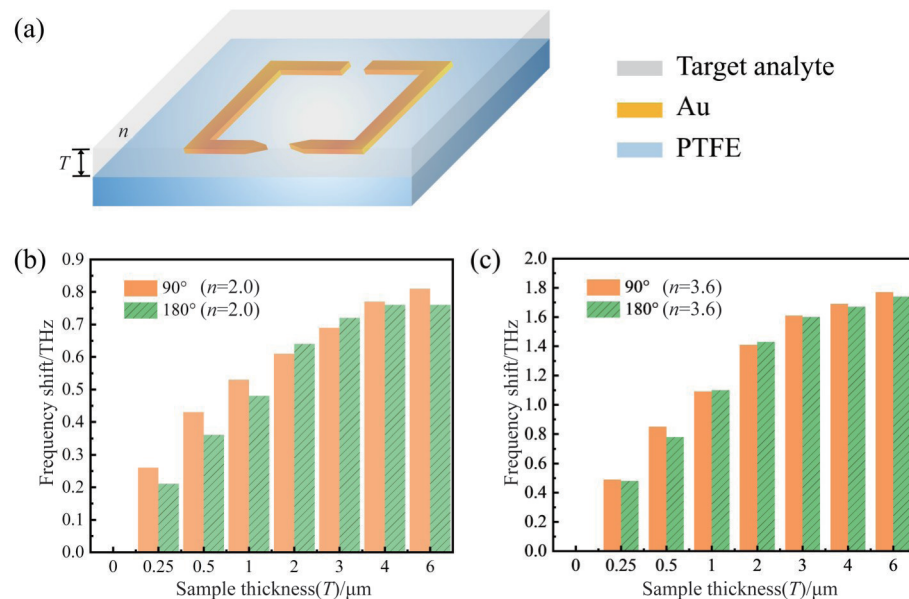 (a)
n
T
Target analyte
Au
PTFE
(b)
Frequency shift/THz
0.9
0.8
0.7
0.6
0.5
0.4
0.3
0.2
0.1
0.0
90° (n=2.0)
180° (n=2.0)
0 0.25 0.5 1 2 3 4 6
Sample thickness(T)/μm
(c)
Frequency shift/THz
2.0
1.8
1.6
1.4
1.2
1.0
0.8
0.6
0.4
0.2
0.0
90° (n=3.6)
180° (n=3.6)
0 0.25 0.5 1 2 3 4 6
Sample thickness(T)/μm